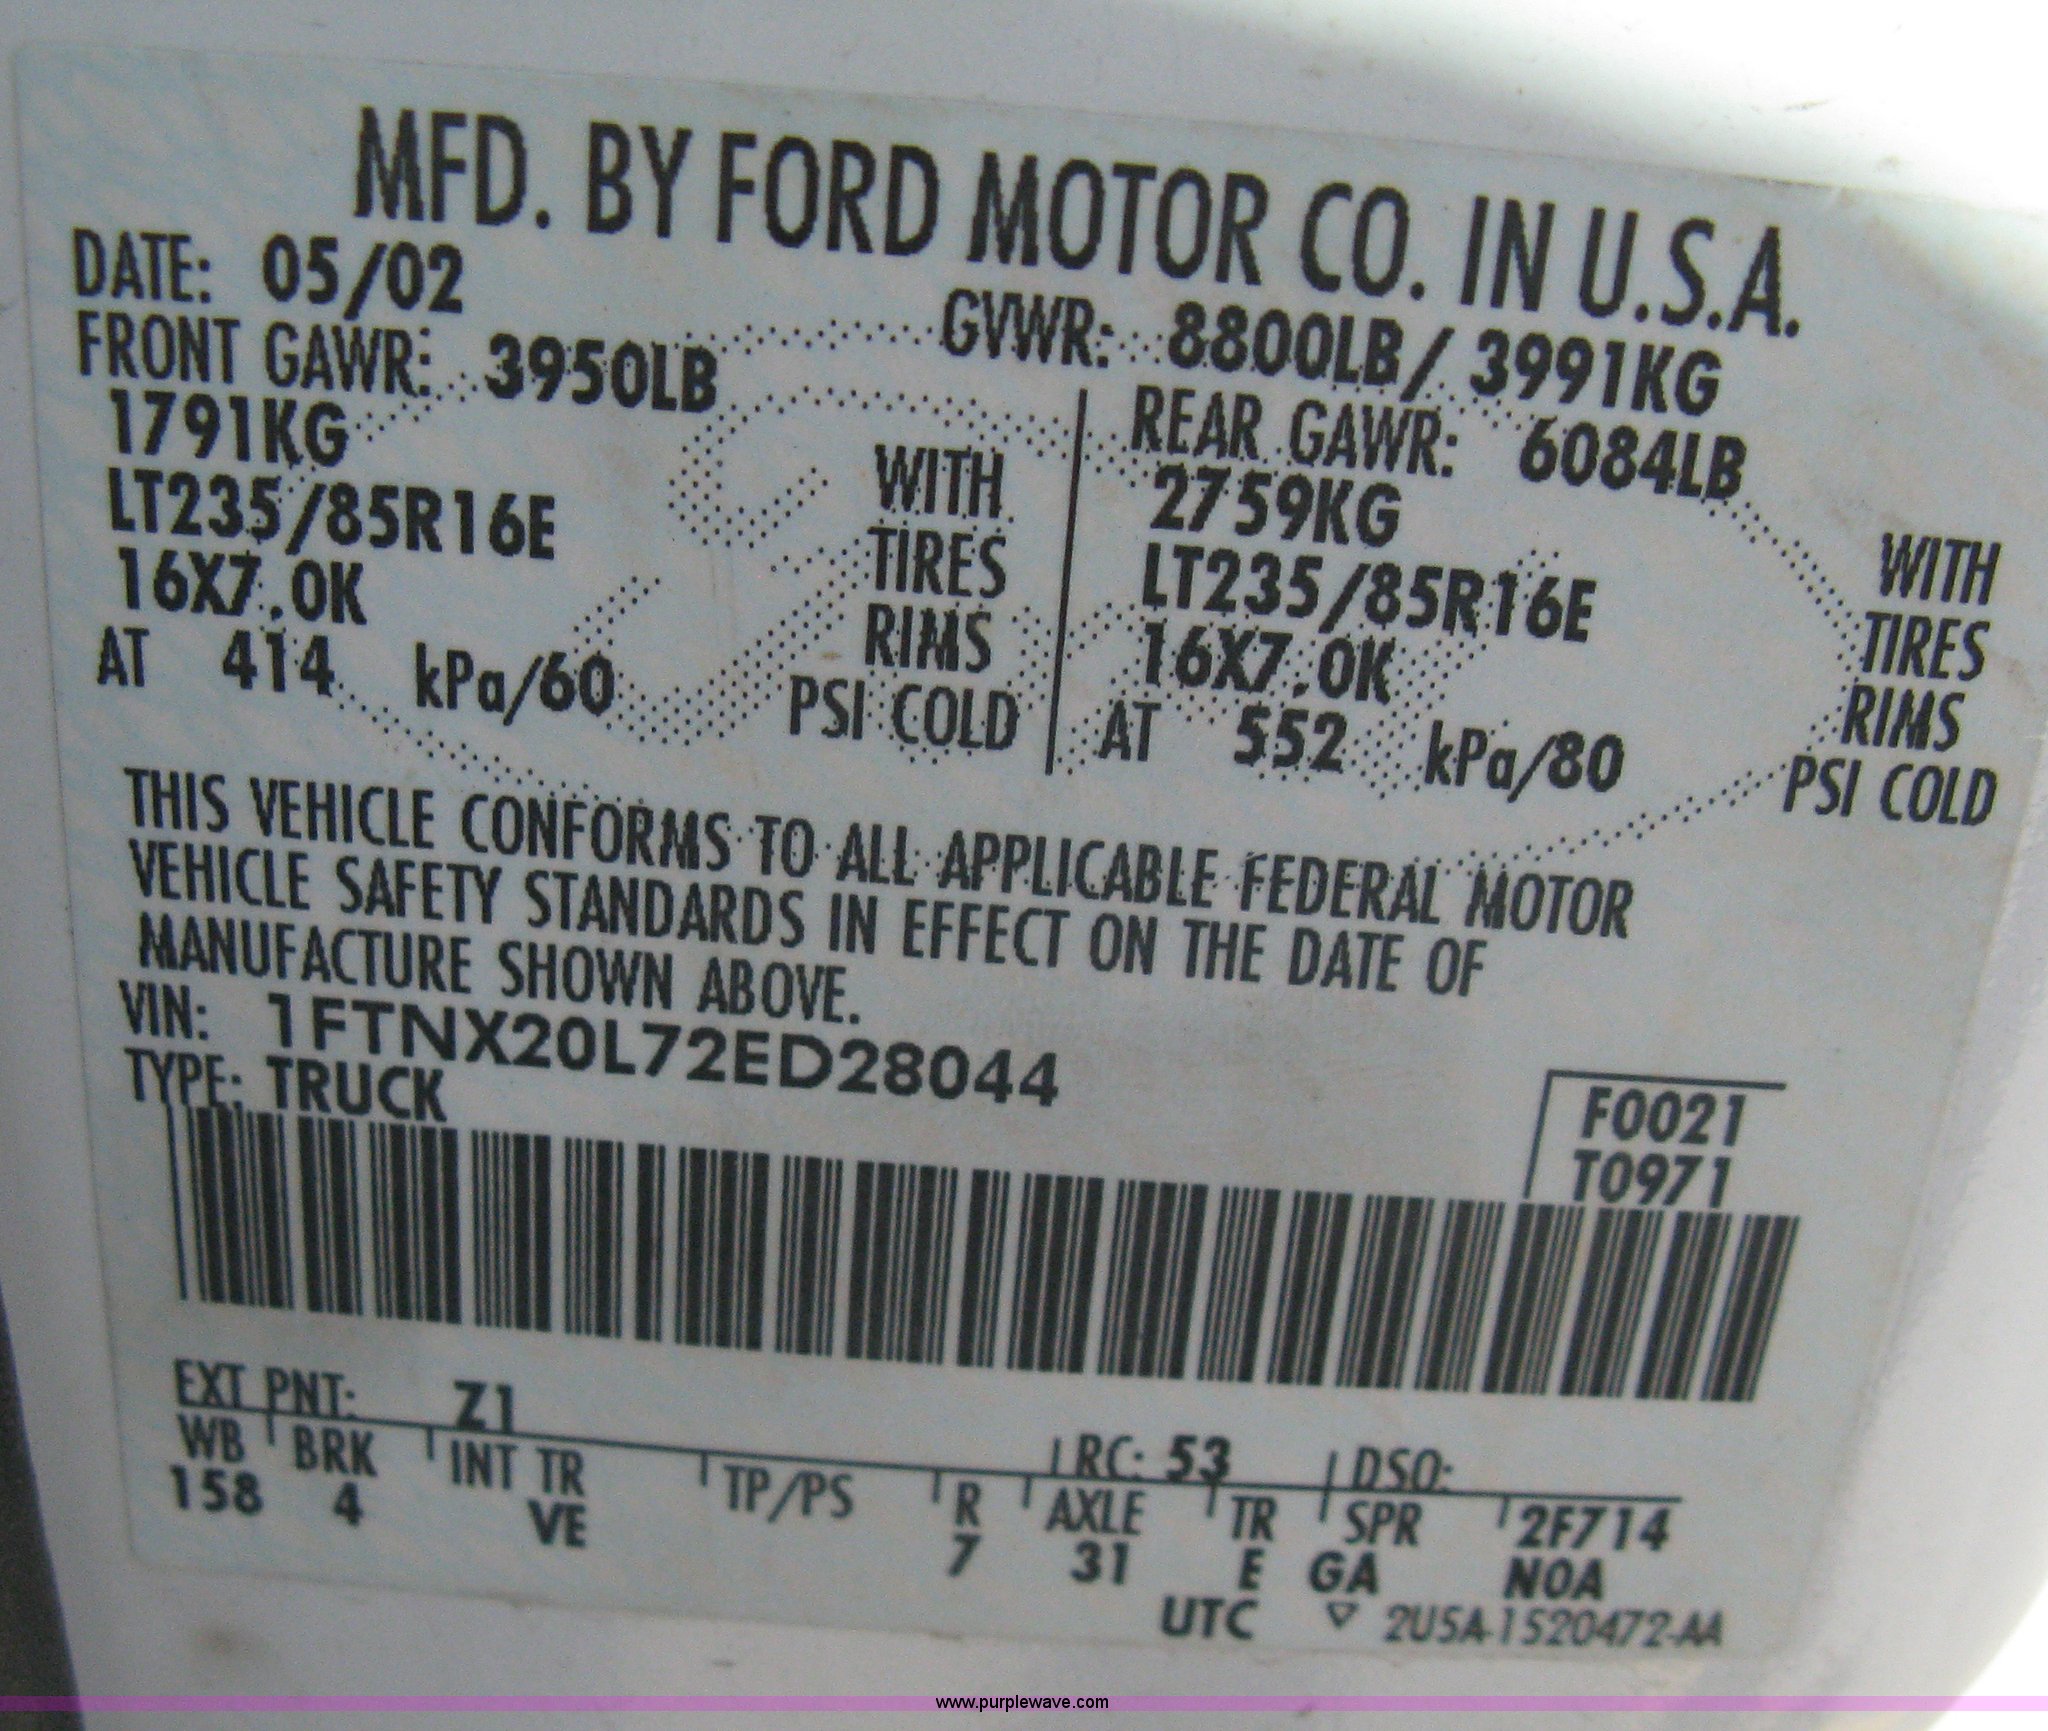 MFD. BY FORD MOTOR CO. IN U.S.A.
DATE: 05/02
GVWR: 8800LB/3991KG
FRONT GAWR: 3950LB
1791KG
LT235/85R16E
16X7.0K
AT 414 kPa/60
WITH
TIRES
RIMS
PSI COLD
REAR GAWR: 6084LB
2759KG
LT235/85R16E
16X7.0K
AT 552 kPa/80
WITH
TIRES
RIMS
PSI COLD
THIS VEHICLE CONFORMS TO ALL APPLICABLE FEDERAL MOTOR
VEHICLE SAFETY STANDARDS IN EFFECT ON THE DATE OF
MANUFACTURE SHOWN ABOVE.
VIN: 1FTNX20L72ED28044
TYPE: TRUCK
F0021
T0971
EXT PNT: Z1
RC: 53 DSO:
WB BRK INT TR TP/PS R AXLE TR SPR 2F714
158 4 VE 7 31 E GA N0A
UTC ▽ 2U5A-1520472-AA
www.purplewave.com